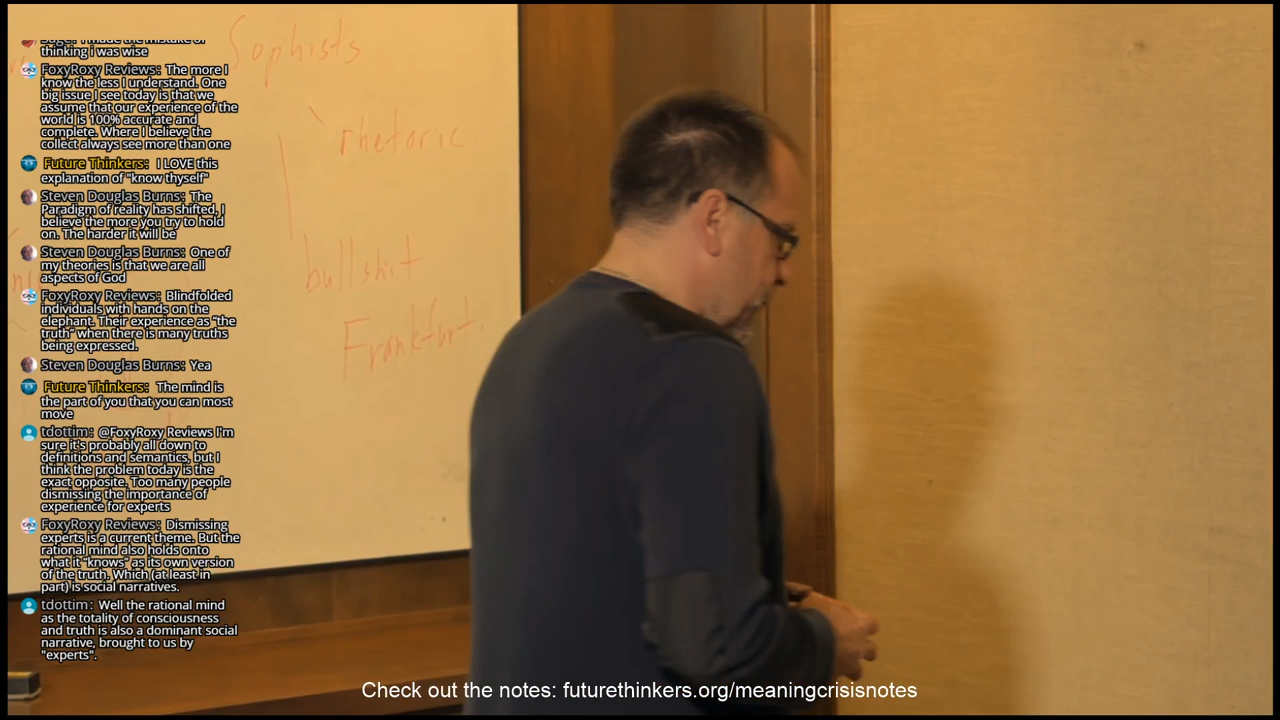 thinking i was wise
FoxyRoxy Reviews: The more I
know the less I understand. One
big issue I see today is that we
assume that our experience of the
world is 100% accurate and
complete. Where I believe the
collect always see more than one
Future Thinkers: I LOVE this
explanation of "know thyself"
Steven Douglas Burns: The
Paradigm of reality has shifted, I
believe the more you try to hold
on. The harder it will be
Steven Douglas Burns: One of
my theories is that we are all
aspects of God
FoxyRoxy Reviews: Blindfolded
individuals with hands on the
elephant. Their experience as "the
truth" when there is many truths
being expressed.
Steven Douglas Burns: Yea
Future Thinkers: The mind is
the part of you that you can most
move
tdottim: @FoxyRoxy Reviews I'm
sure it's probably all down to
definitions and semantics, but I
think the problem today is the
exact opposite. Too many people
dismissing the importance of
experience for experts
FoxyRoxy Reviews: Dismissing
experts is a current theme. But the
rational mind also holds onto
what it "knows" as its own version
of the truth. Which (at least in
part) is social narratives.
tdottim: Well the rational mind
as the totality of consciousness
and truth is also a dominant social
narrative, brought to us by
"experts".
Sophists
rhetoric
bullshit
Frankfurt
Check out the notes: futurethinkers.org/meaningcrisisnotes